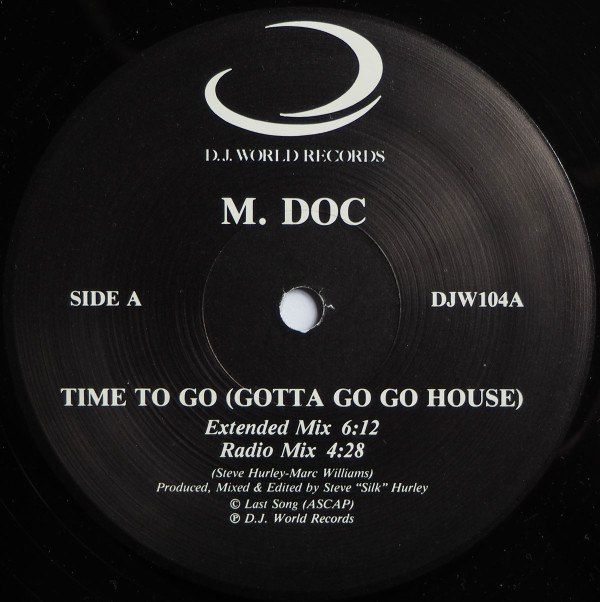 D.J. WORLD RECORDS
M. DOC
SIDE A
DJW104A
TIME TO GO (GOTTA GO GO HOUSE)
Extended Mix 6:12
Radio Mix 4:28
(Steve Hurley-Marc Williams)
Produced, Mixed & Edited by Steve "Silk" Hurley
© Last Song (ASCAP)
℗ D.J. World Records